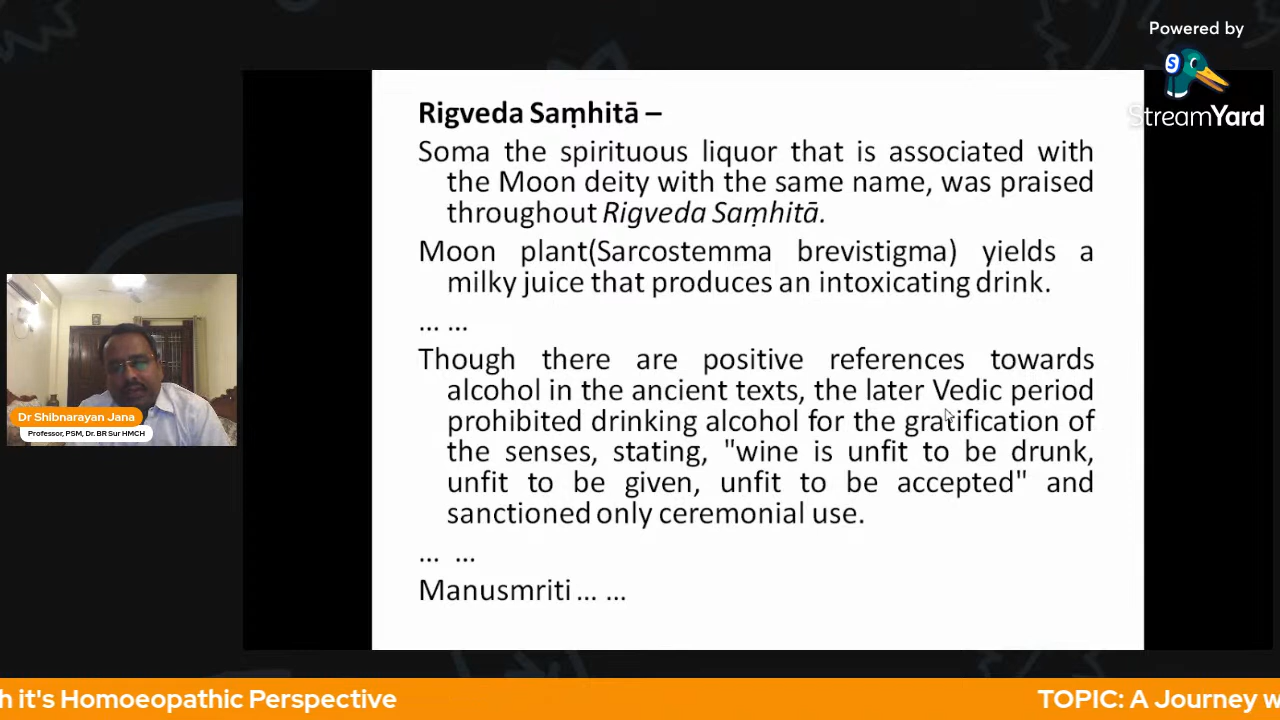 Powered by
S
StreamYard
Rigveda Saṃhitā –
Soma the spirituous liquor that is associated with
the Moon deity with the same name, was praised
throughout Rigveda Saṃhitā.
Moon plant(Sarcostemma brevistigma) yields a
milky juice that produces an intoxicating drink.
... ...
Though there are positive references towards
alcohol in the ancient texts, the later Vedic period
prohibited drinking alcohol for the gratification of
the senses, stating, "wine is unfit to be drunk,
unfit to be given, unfit to be accepted" and
sanctioned only ceremonial use.
... ...
Manusmriti ... ...
Dr Shibnarayan Jana
Professor, PSM, Dr. BR Sur HMCH
h it's Homoeopathic Perspective
TOPIC: A Journey w